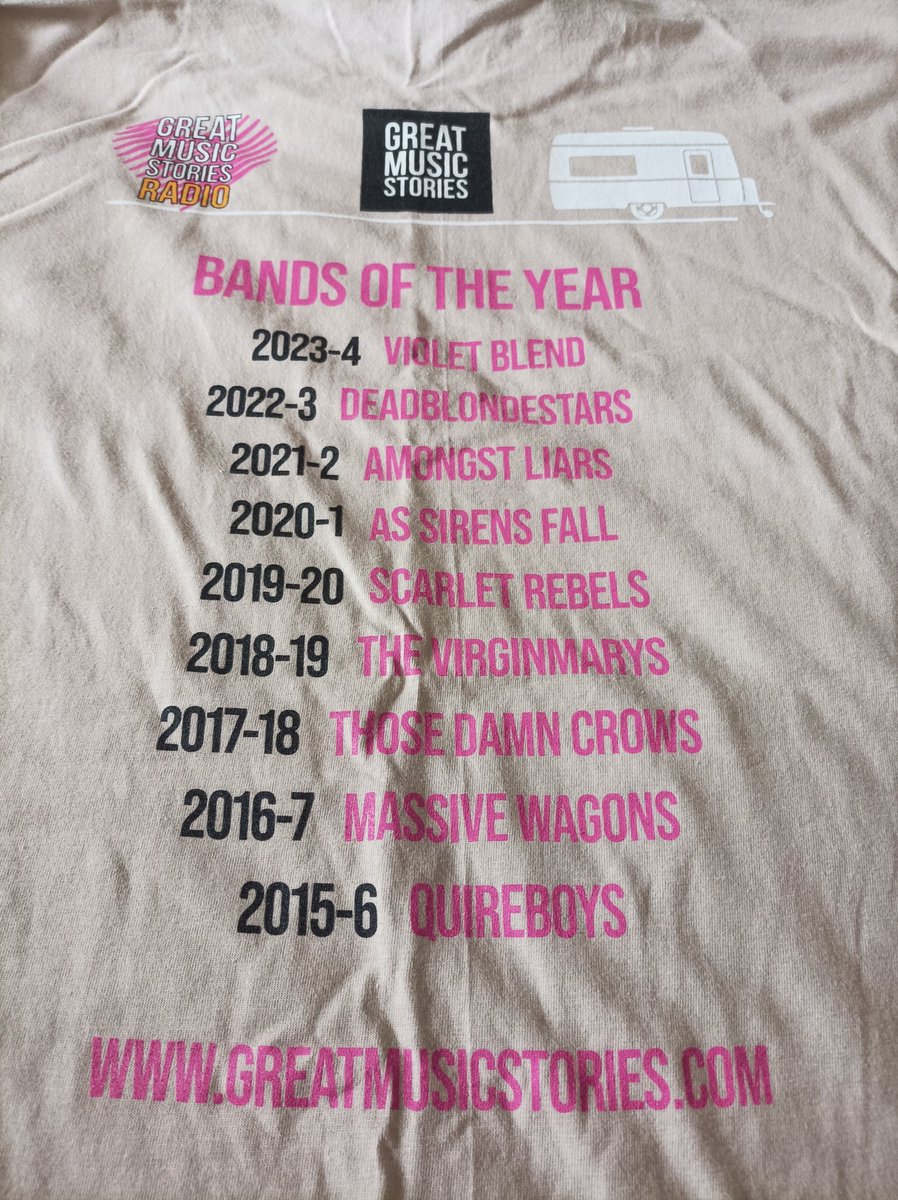 GREAT
MUSIC
STORIES
RADIO
GREAT
MUSIC
STORIES
BANDS OF THE YEAR
2023-4 VIOLET BLEND
2022-3 DEADBLONDESTARS
2021-2 AMONGST LIARS
2020-1 AS SIRENS FALL
2019-20 SCARLET REBELS
2018-19 THE VIRGINMARYS
2017-18 THOSE DAMN CROWS
2016-7 MASSIVE WAGONS
2015-6 QUIREBOYS
WWW.GREATMUSICSTORIES.COM